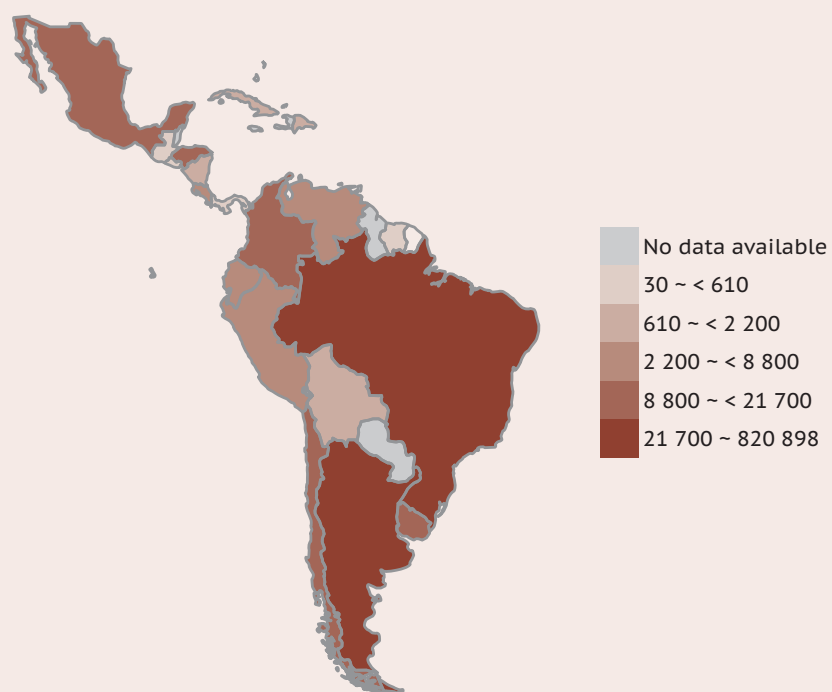 No data available
30 ~ < 610
610 ~ < 2 200
2 200 ~ < 8 800
8 800 ~ < 21 700
21 700 ~ 820 898